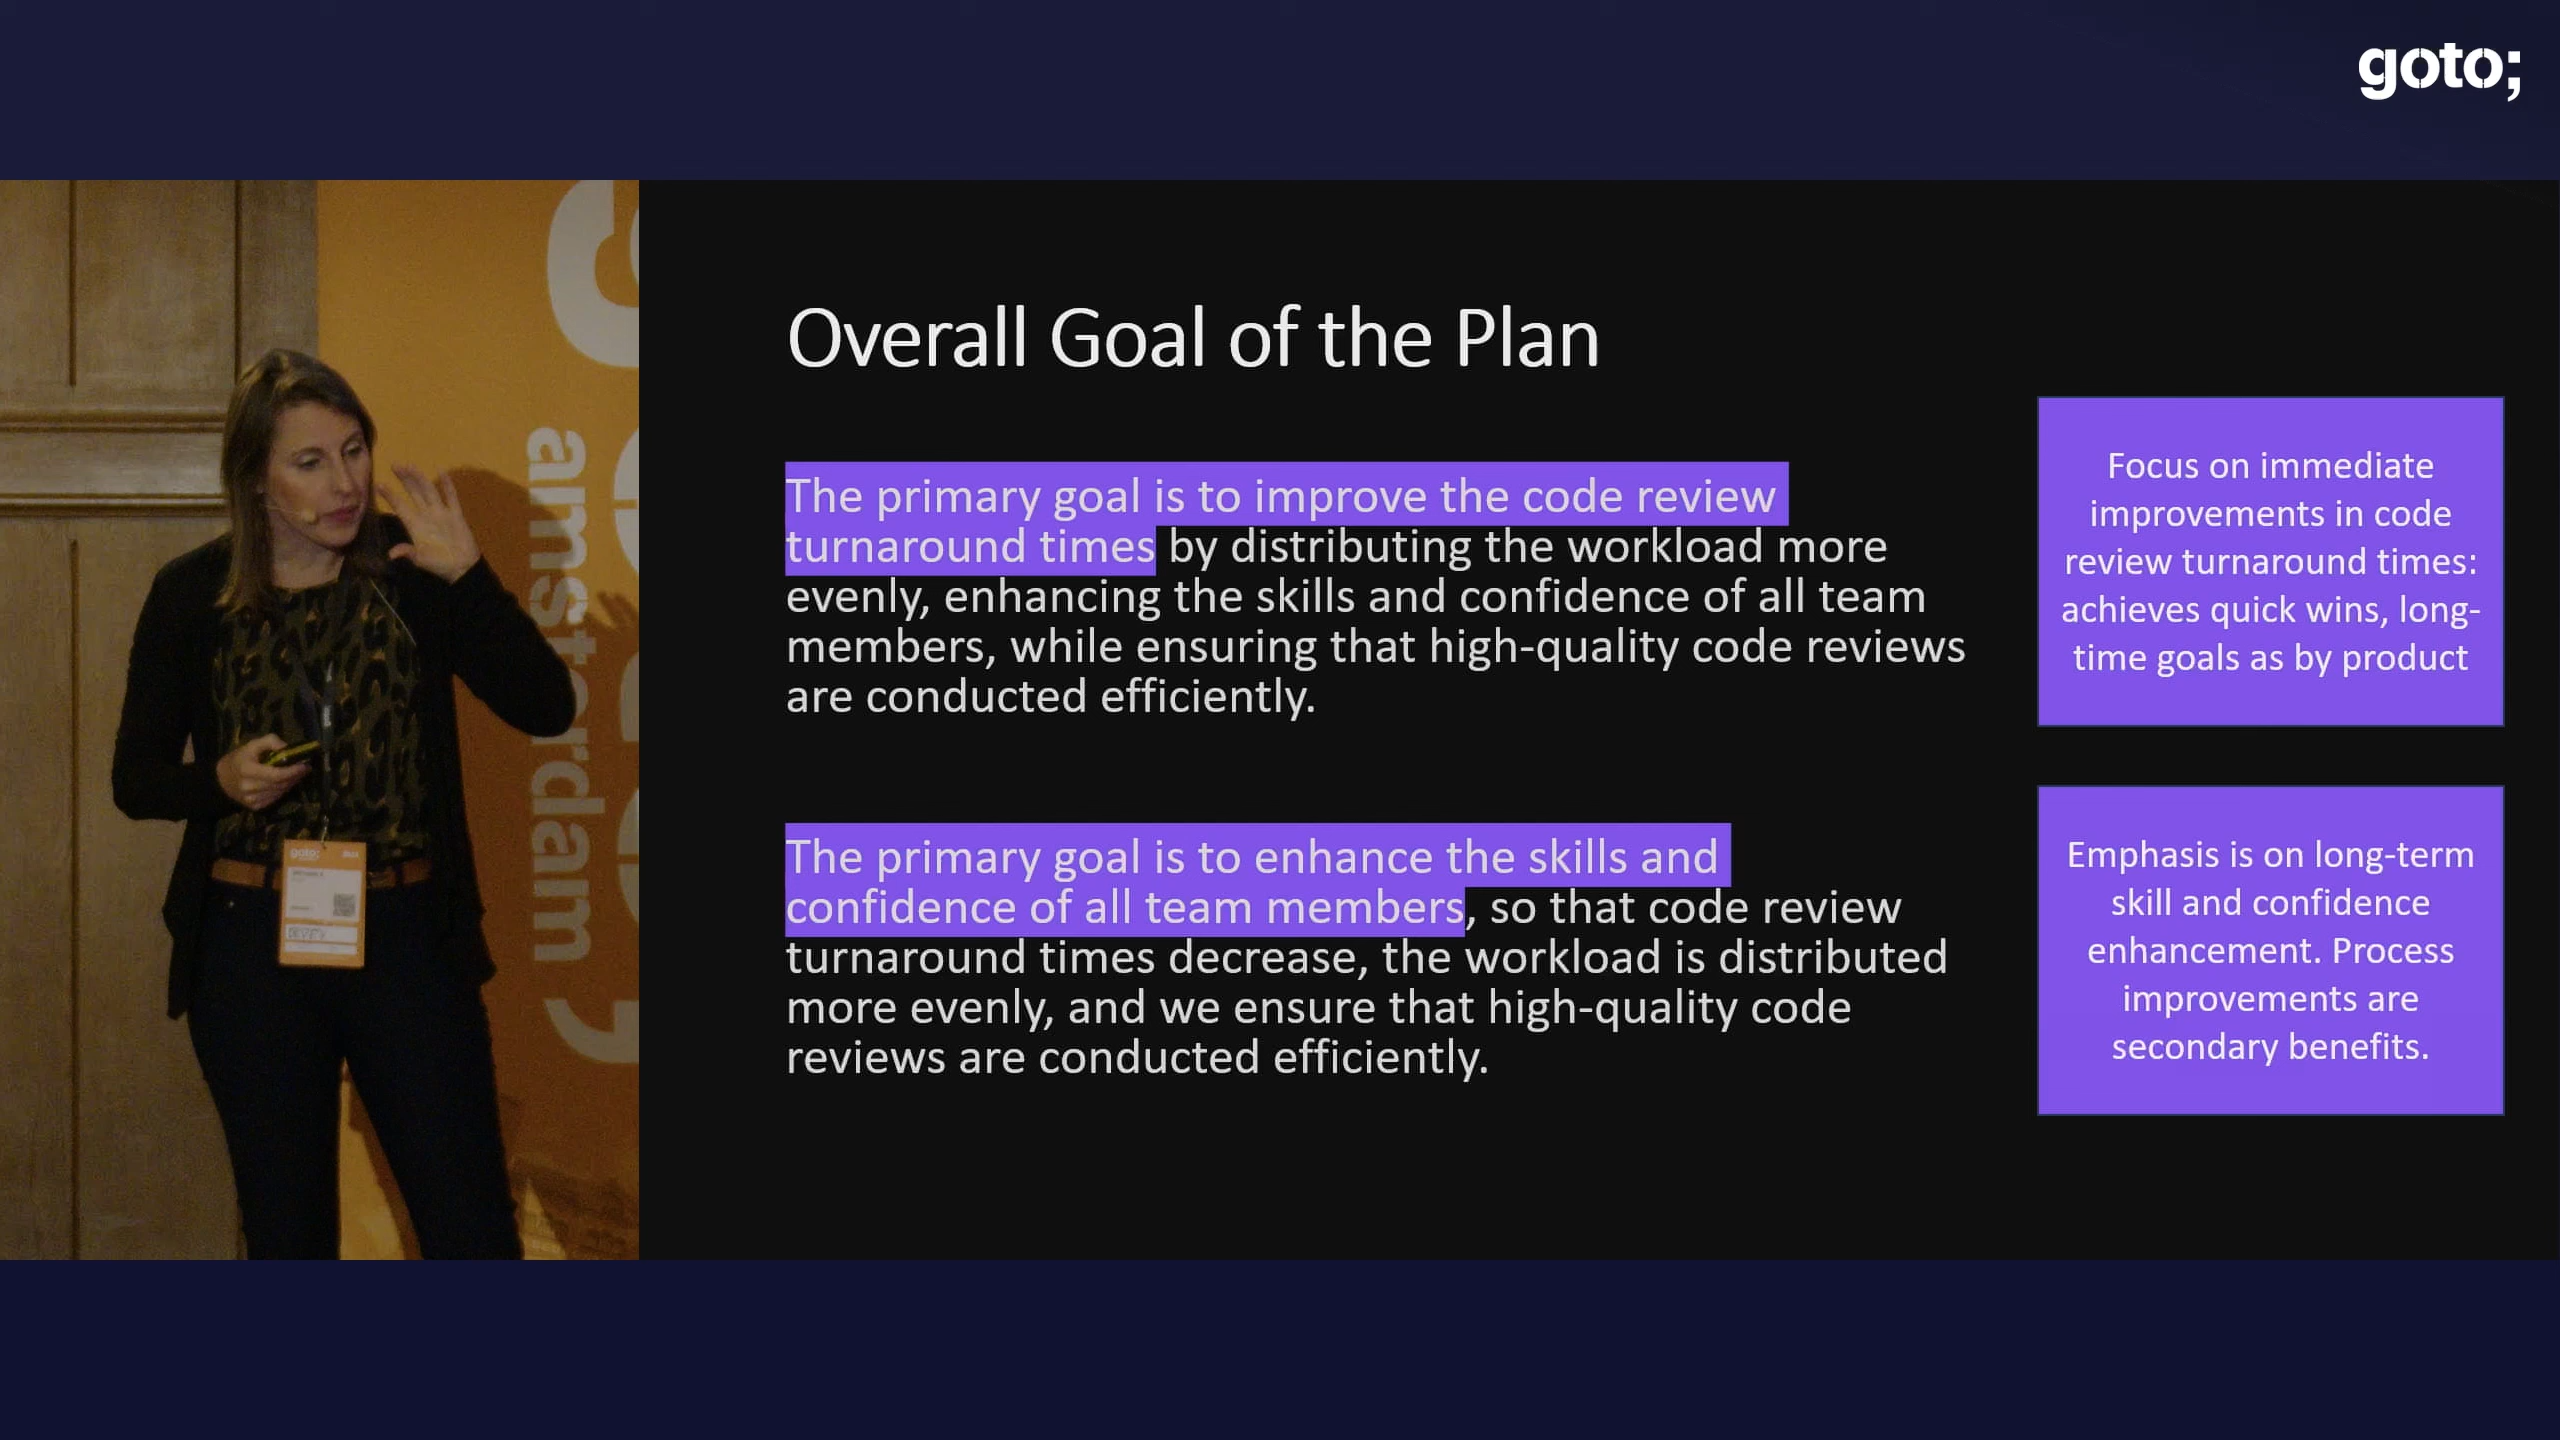 goto;
amsterdam
goto;
Overall Goal of the Plan
The primary goal is to improve the code review
turnaround times by distributing the workload more
evenly, enhancing the skills and confidence of all team
members, while ensuring that high-quality code reviews
are conducted efficiently.
Focus on immediate
improvements in code
review turnaround times:
achieves quick wins, long-
time goals as by product
The primary goal is to enhance the skills and
confidence of all team members, so that code review
turnaround times decrease, the workload is distributed
more evenly, and we ensure that high-quality code
reviews are conducted efficiently.
Emphasis is on long-term
skill and confidence
enhancement. Process
improvements are
secondary benefits.